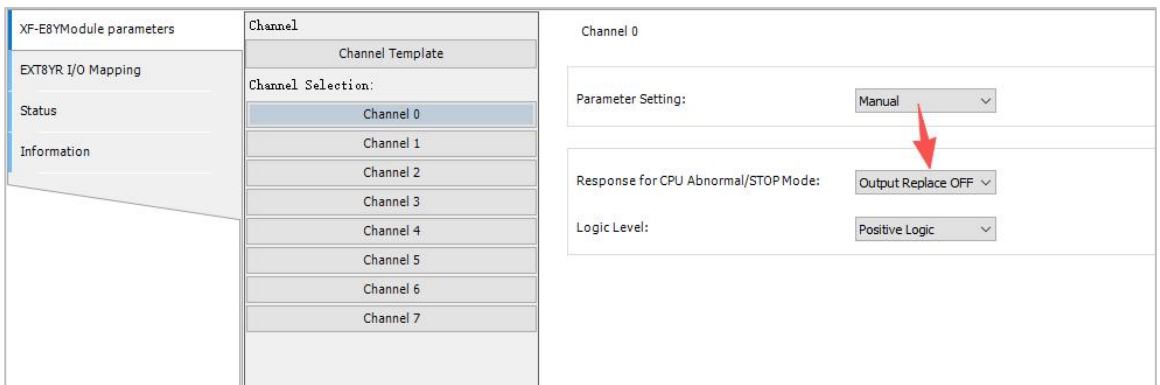 XF-E8YModule parameters
EXT8YR I/O Mapping
Status
Information
Channel
Channel Template
Channel Selection:
Channel 0
Channel 1
Channel 2
Channel 3
Channel 4
Channel 5
Channel 6
Channel 7
Channel 0
Parameter Setting: Manual
Response for CPU Abnormal/STOP Mode: Output Replace OFF
Logic Level: Positive Logic